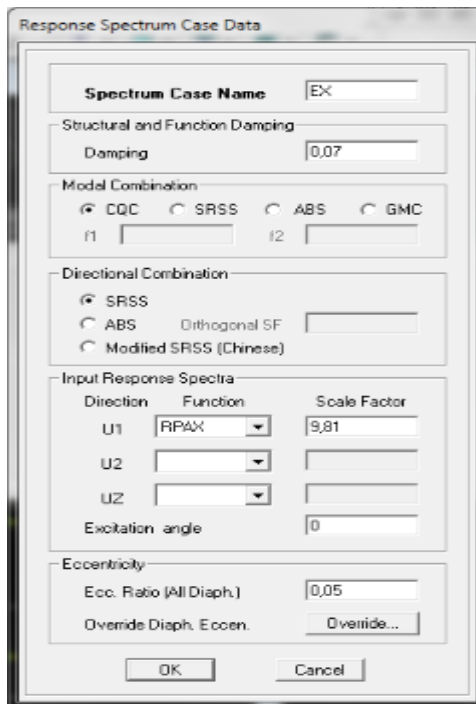 Response Spectrum Case Data
Spectrum Case Name EX
Structural and Function Damping
Damping 0,07
Modal Combination
CQC SRSS ABS GMC
f1 f2
Directional Combination
SRSS
ABS Orthogonal SF
Modified SRSS (Chinese)
Input Response Spectra
Direction Function Scale Factor
U1 RPAX 9,81
U2
UZ
Excitation angle 0
Eccentricity
Ecc. Ratio (All Diaph.) 0,05
Override Diaph. Eccen. Override...
OK Cancel